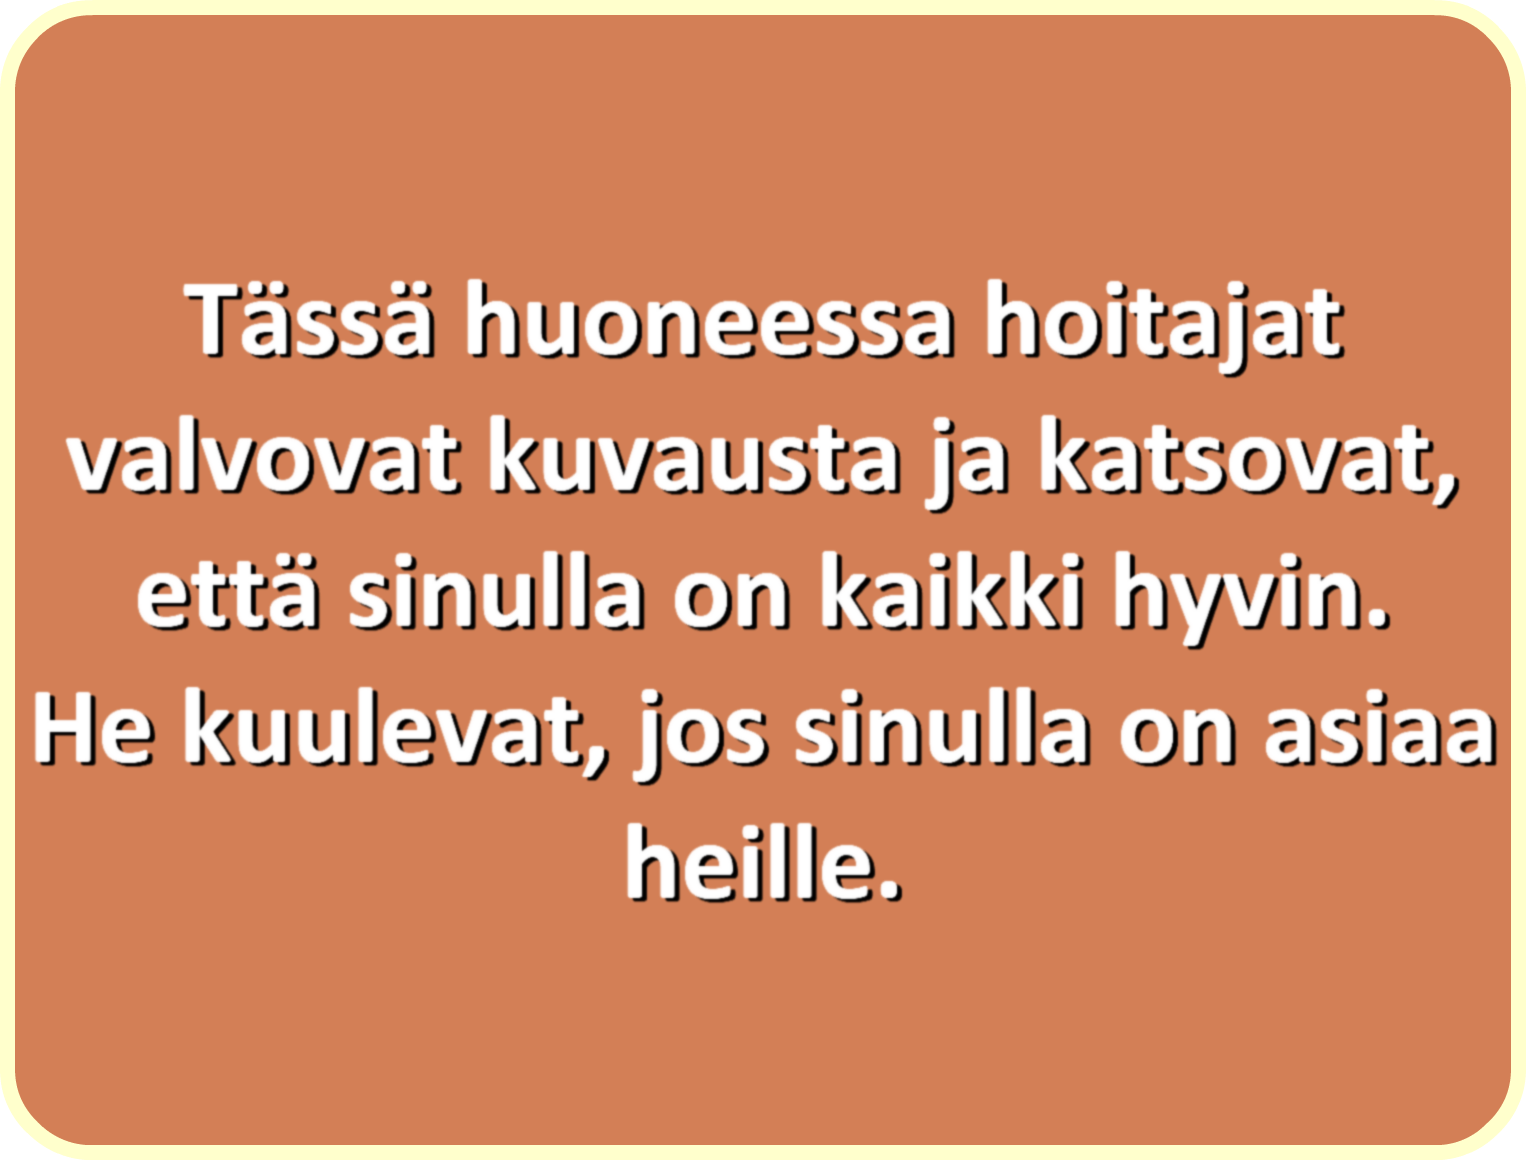 Tässä huoneessa hoitajat
valvovat kuvausta ja katsovat,
että sinulla on kaikki hyvin.
He kuulevat, jos sinulla on asiaa
heille.